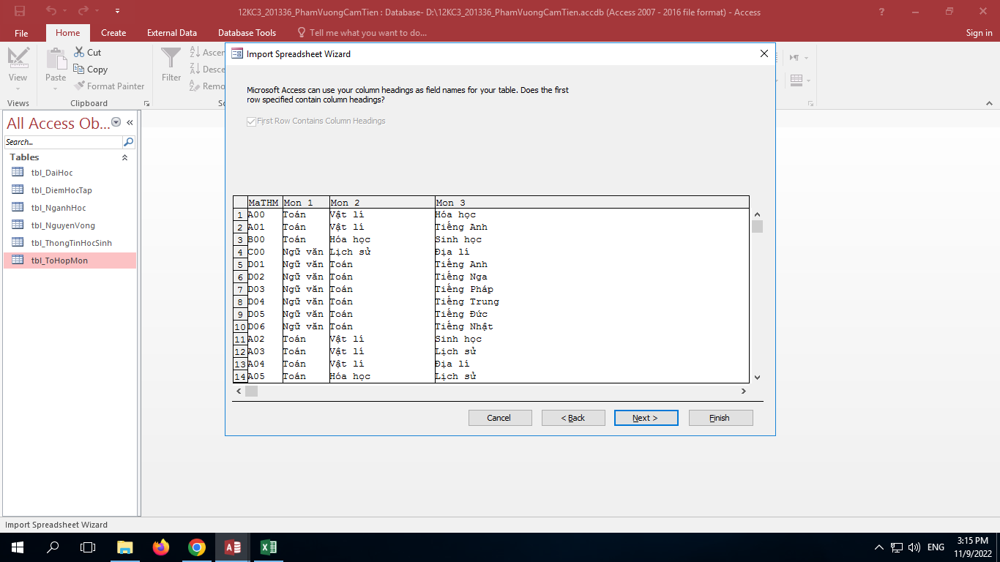 12KC3_201336_PhamVuongCamTien : Database- D:\12KC3_201336_PhamVuongCamTien.accdb (Access 2007 - 2016 file format) - Access
File Home Create External Data Database Tools Tell me what you want to do... Sign in
View
Views
Paste
Cut
Copy
Format Painter
Clipboard
Filter
Ascen
Desce
Remo
So
All Access Ob...
Search...
Tables
tbl_DaiHoc
tbl_DiemHocTap
tbl_NganhHoc
tbl_NguyenVong
tbl_ThongTinHocSinh
tbl_ToHopMon
Import Spreadsheet Wizard
Microsoft Access can use your column headings as field names for your table. Does the first
row specified contain column headings?
First Row Contains Column Headings
MaTHM Mon 1 Mon 2 Mon 3
1 A00 Toán Vật lí Hóa học
2 A01 Toán Vật lí Tiếng Anh
3 B00 Toán Hóa học Sinh học
4 C00 Ngữ văn Lịch sử Địa lí
5 D01 Ngữ văn Toán Tiếng Anh
6 D02 Ngữ văn Toán Tiếng Nga
7 D03 Ngữ văn Toán Tiếng Pháp
8 D04 Ngữ văn Toán Tiếng Trung
9 D05 Ngữ văn Toán Tiếng Đức
10 D06 Ngữ văn Toán Tiếng Nhật
11 A02 Toán Vật lí Sinh học
12 A03 Toán Vật lí Lịch sử
13 A04 Toán Vật lí Địa lí
14 A05 Toán Hóa học Lịch sử
Cancel < Back Next > Finish
Import Spreadsheet Wizard
ENG
3:15 PM
11/9/2022